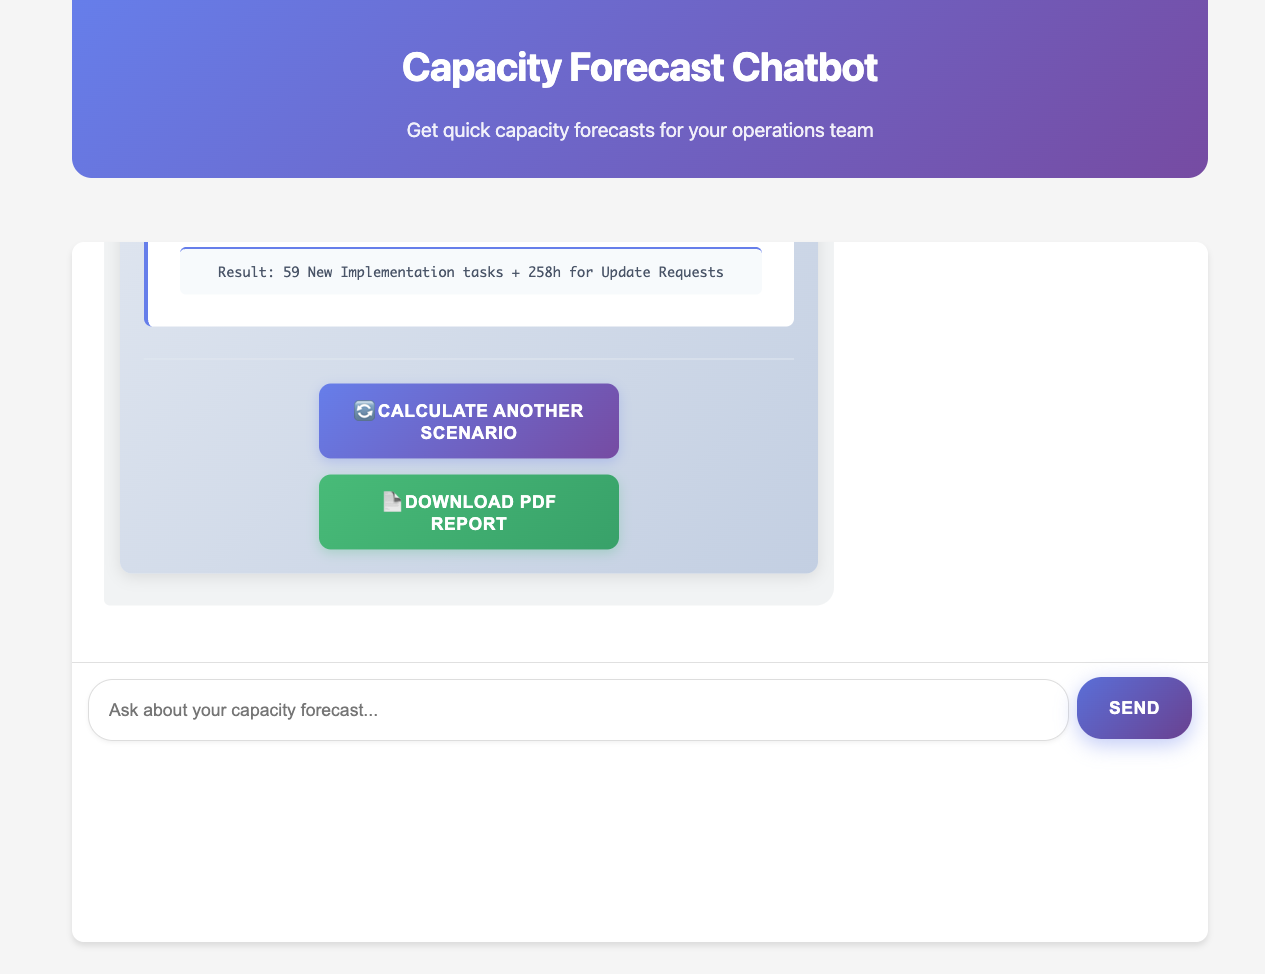 Capacity Forecast Chatbot
Get quick capacity forecasts for your operations team
Result: 59 New Implementation tasks + 258h for Update Requests
CALCULATE ANOTHER
SCENARIO
DOWNLOAD PDF
REPORT
Ask about your capacity forecast...
SEND